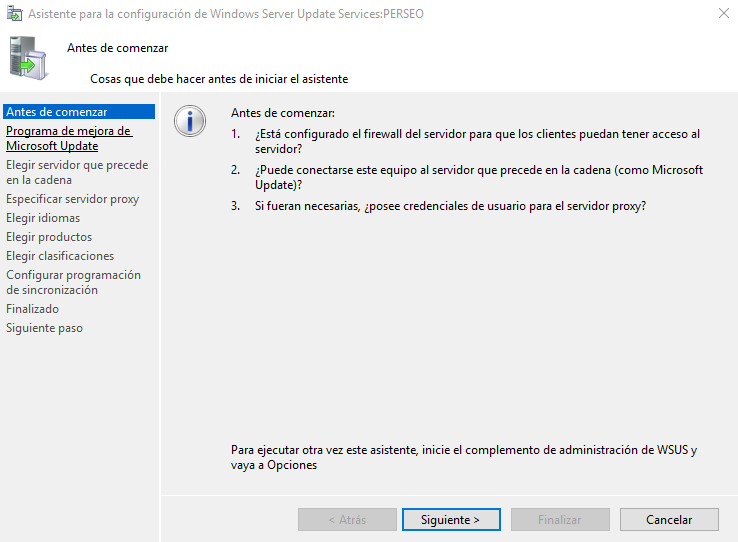 Asistente para la configuración de Windows Server Update Services:PERSEO
Antes de comenzar
Cosas que debe hacer antes de iniciar el asistente
Antes de comenzar
Programa de mejora de
Microsoft Update
Elegir servidor que precede
en la cadena
Especificar servidor proxy
Elegir idiomas
Elegir productos
Elegir clasificaciones
Configurar programación
de sincronización
Finalizado
Siguiente paso
Antes de comenzar:
1. ¿Está configurado el firewall del servidor para que los clientes puedan tener acceso al
servidor?
2. ¿Puede conectarse este equipo al servidor que precede en la cadena (como Microsoft
Update)?
3. Si fueran necesarias, ¿posee credenciales de usuario para el servidor proxy?
Para ejecutar otra vez este asistente, inicie el complemento de administración de WSUS y
vaya a Opciones
< Atrás
Siguiente >
Finalizar
Cancelar